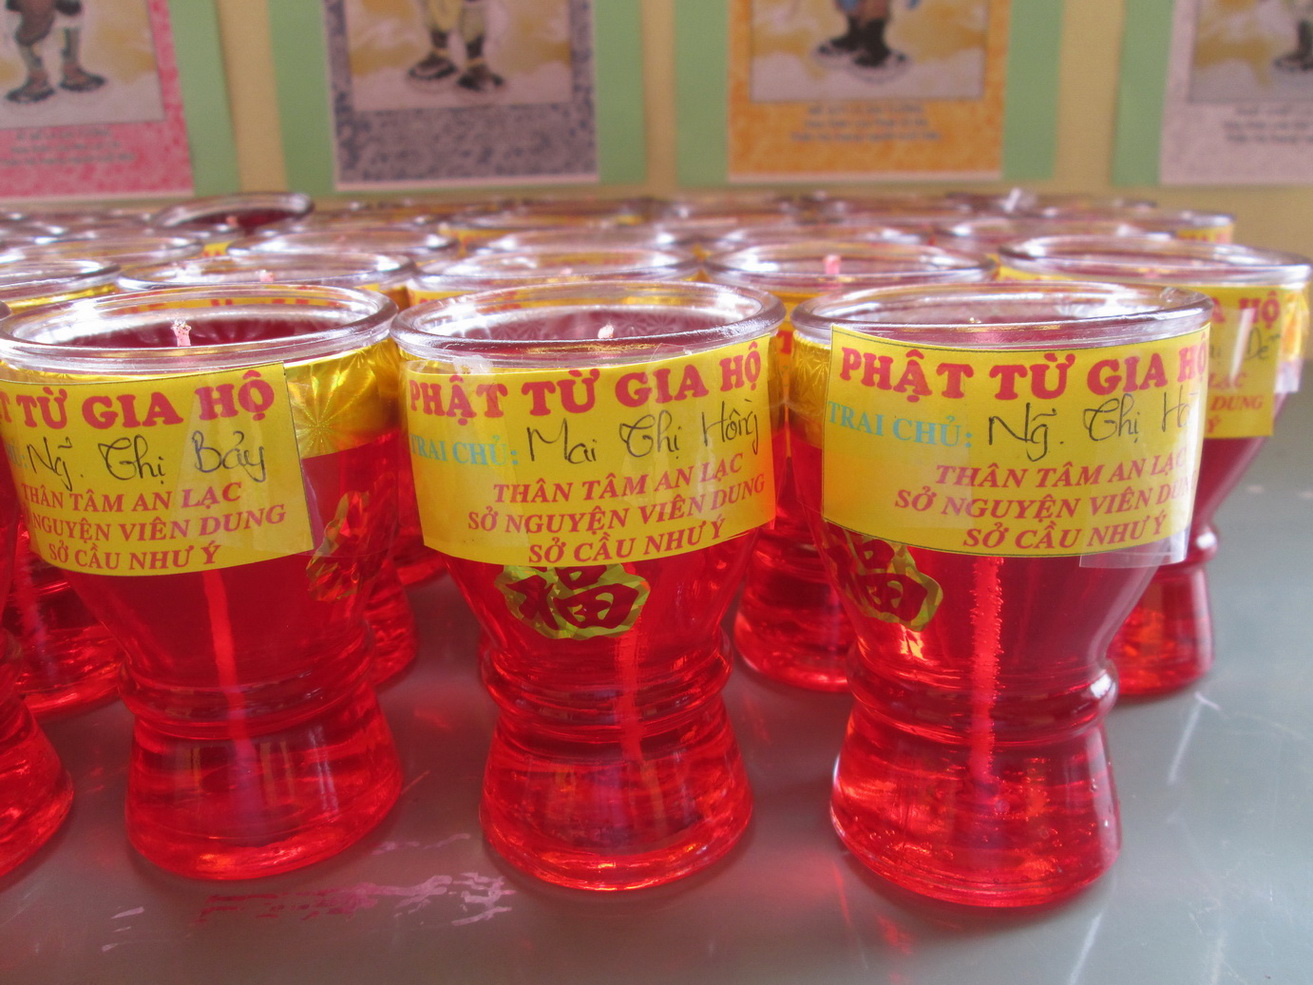 TỪ GIA HỘ
Ng̃. Thị Bảy
THÂN TÂM AN LẠC
NGUYỆN VIÊN DUNG
SỞ CẦU NHƯ Ý
PHẬT TỪ GIA HỘ
TRAI CHỦ: Mai Thị Hồng
THÂN TÂM AN LẠC
SỞ NGUYỆN VIÊN DUNG
SỞ CẦU NHƯ Ý
福
PHẬT TỪ GIA HỘ
TRAI CHỦ: Ng̃. Thị
THÂN TÂM AN LẠC
SỞ NGUYỆN VIÊN DUNG
SỞ CẦU NHƯ Ý
福
HỘ
LẠC
DUNG
Ý